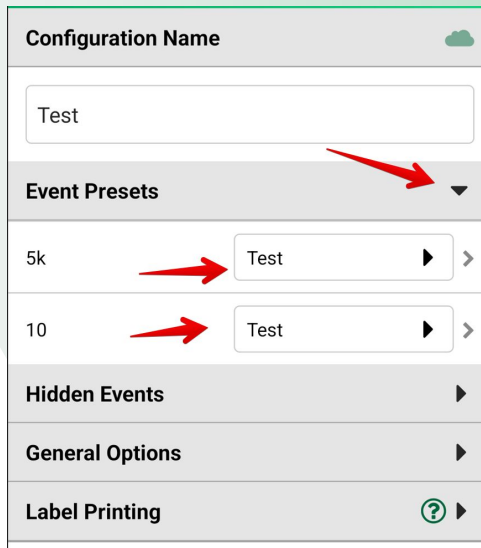 Configuration Name
Test
Event Presets
5k Test
10 Test
Hidden Events
General Options
Label Printing ?